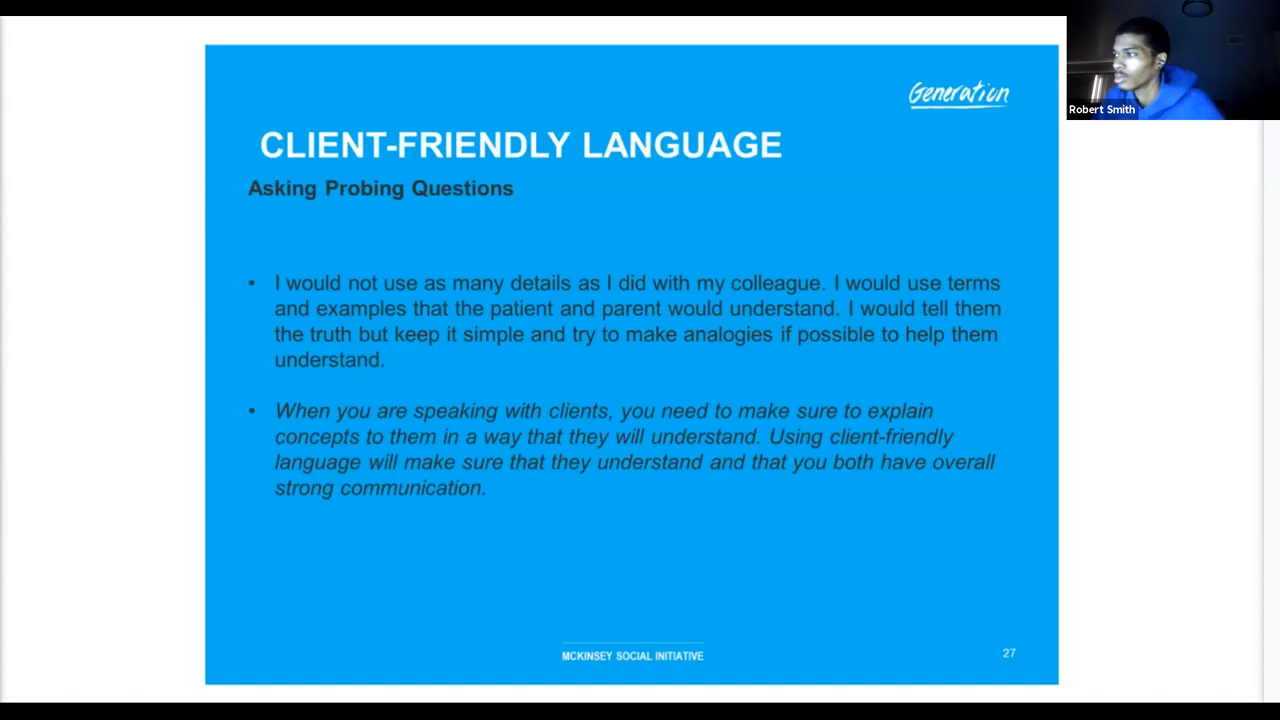 Robert Smith
Generation
CLIENT-FRIENDLY LANGUAGE
Asking Probing Questions
• I would not use as many details as I did with my colleague. I would use terms
and examples that the patient and parent would understand. I would tell them
the truth but keep it simple and try to make analogies if possible to help them
understand.
• When you are speaking with clients, you need to make sure to explain
concepts to them in a way that they will understand. Using client-friendly
language will make sure that they understand and that you both have overall
strong communication.
MCKINSEY SOCIAL INITIATIVE
27